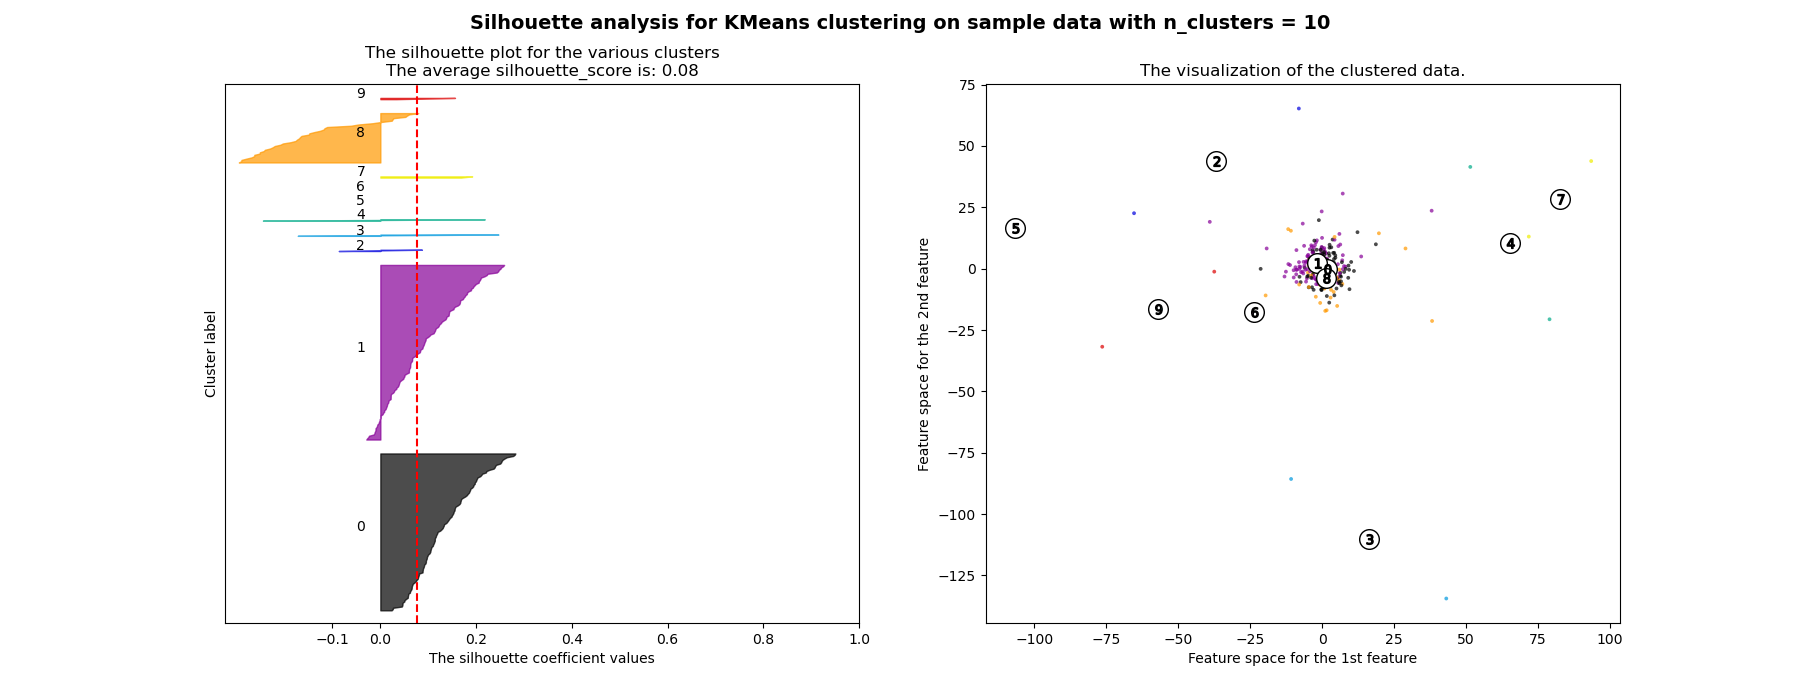 Silhouette analysis for KMeans clustering on sample data with n_clusters = 10
The silhouette plot for the various clusters
The average silhouette_score is: 0.08
9
8
7
6
5
4
3
2
1
0
Cluster label
−0.1 0.0 0.2 0.4 0.6 0.8 1.0
The silhouette coefficient values
The visualization of the clustered data.
75
50
25
0
−25
−50
−75
−100
−125
Feature space for the 2nd feature
2
7
5
4
1
0
8
9
6
3
−100 −75 −50 −25 0 25 50 75 100
Feature space for the 1st feature